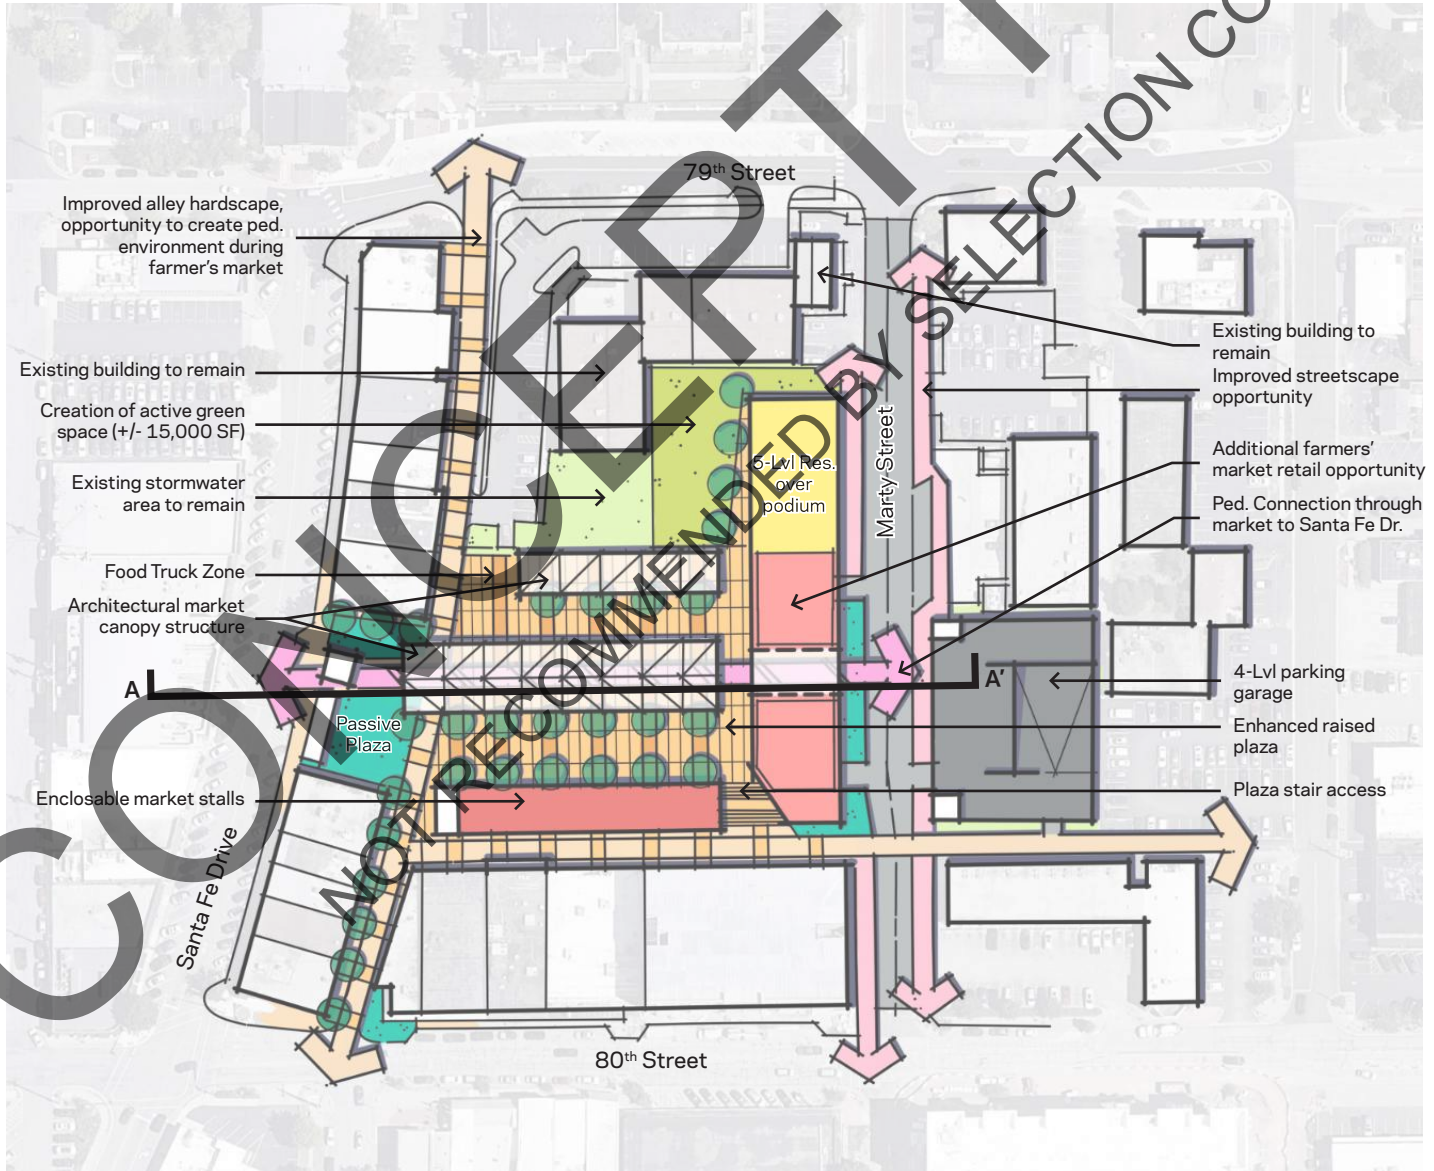 79th Street
Improved alley hardscape,
opportunity to create ped.
environment during
farmer's market
Existing building to remain
Creation of active green
space (+/- 15,000 SF)
Existing stormwater
area to remain
Food Truck Zone
Architectural market
canopy structure
A
Passive
Plaza
Enclosable market stalls
Santa Fe Drive
5-Lvl Res.
over
podium
Marty Street
Existing building to
remain
Improved streetscape
opportunity
Additional farmers'
market retail opportunity
Ped. Connection through
market to Santa Fe Dr.
A'
4-Lvl parking
garage
Enhanced raised
plaza
Plaza stair access
80th Street
CONCEPT
NOT RECOMMENDED BY SELECTION CO